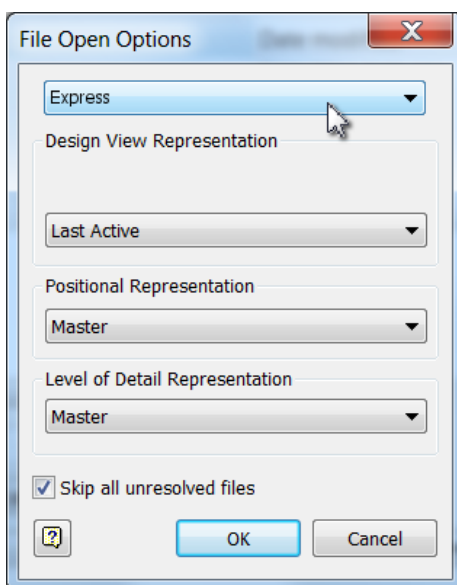 File Open Options
Express
Design View Representation
Last Active
Positional Representation
Master
Level of Detail Representation
Master
Skip all unresolved files
OK Cancel